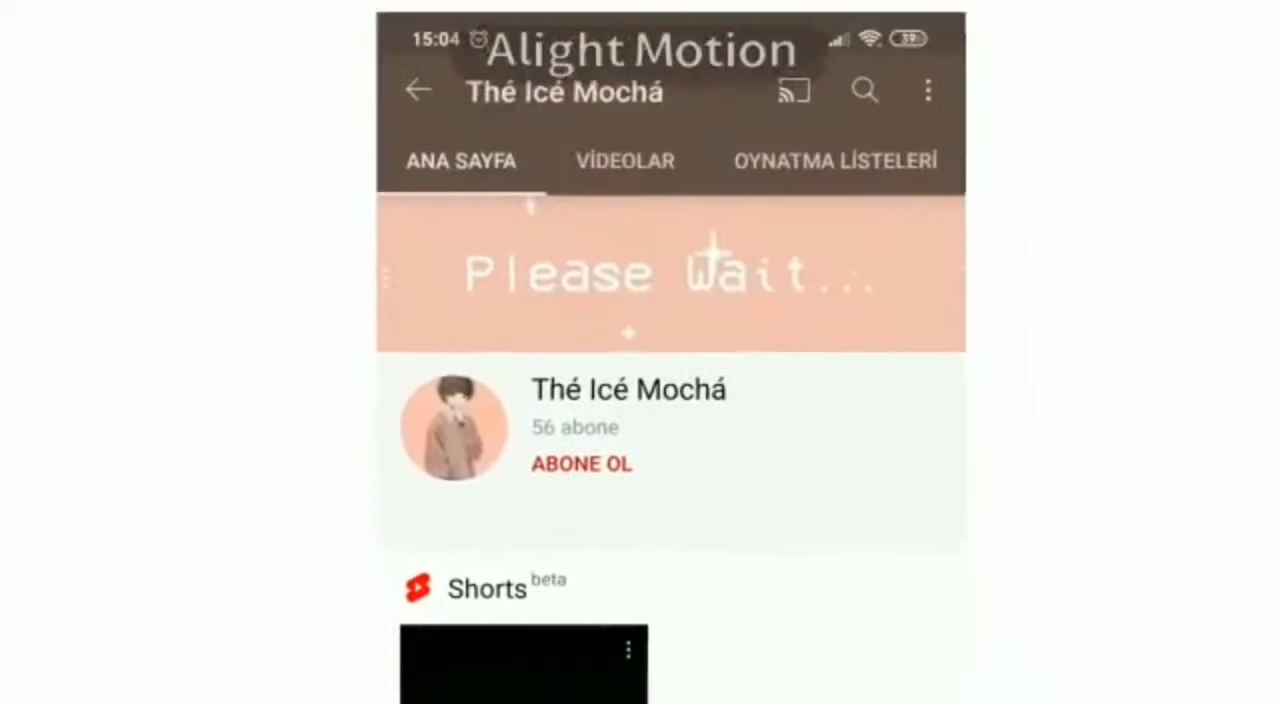 15:04
Alight Motion
39
Thé Icé Mochá
ANA SAYFA VİDEOLAR OYNATMA LİSTELERİ
Please Wait...
Thé Icé Mochá
56 abone
ABONE OL
Shorts beta